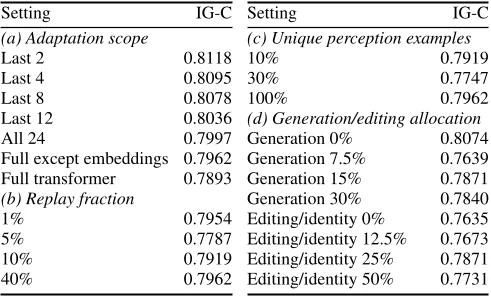 Setting IG-C
(a) Adaptation scope
Last 2 0.8118
Last 4 0.8095
Last 8 0.8078
Last 12 0.8036
All 24 0.7997
Full except embeddings 0.7962
Full transformer 0.7893
(b) Replay fraction
1% 0.7954
5% 0.7787
10% 0.7919
40% 0.7962
Setting IG-C
(c) Unique perception examples
10% 0.7919
30% 0.7747
100% 0.7962
(d) Generation/editing allocation
Generation 0% 0.8074
Generation 7.5% 0.7639
Generation 15% 0.7871
Generation 30% 0.7840
Editing/identity 0% 0.7635
Editing/identity 12.5% 0.7673
Editing/identity 25% 0.7871
Editing/identity 50% 0.7731